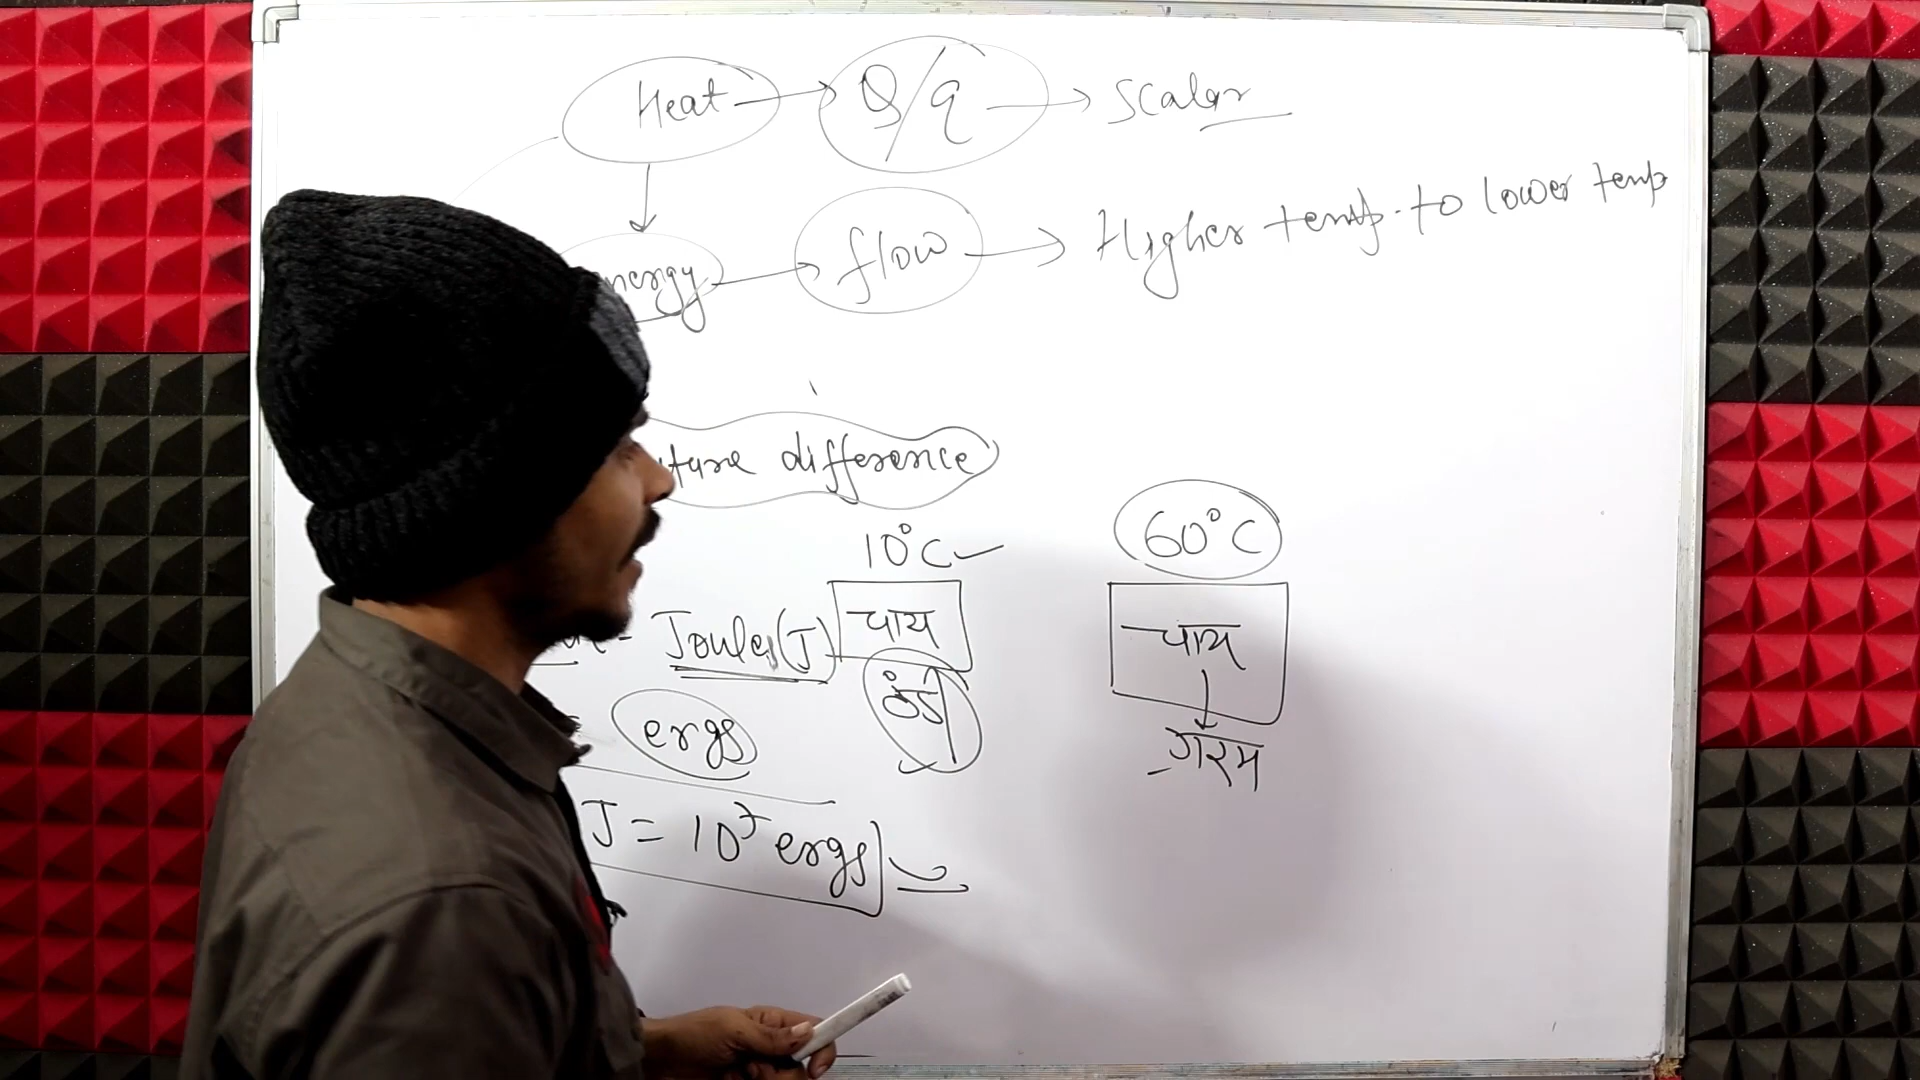 Heat → Q/q → Scalar
nergy → flow → Higher temp. to lower temp
ture difference
10°C
60°C
Joules(J)
चाय
चाय
ठंडी
ergs
गरम
J = 10⁷ ergs